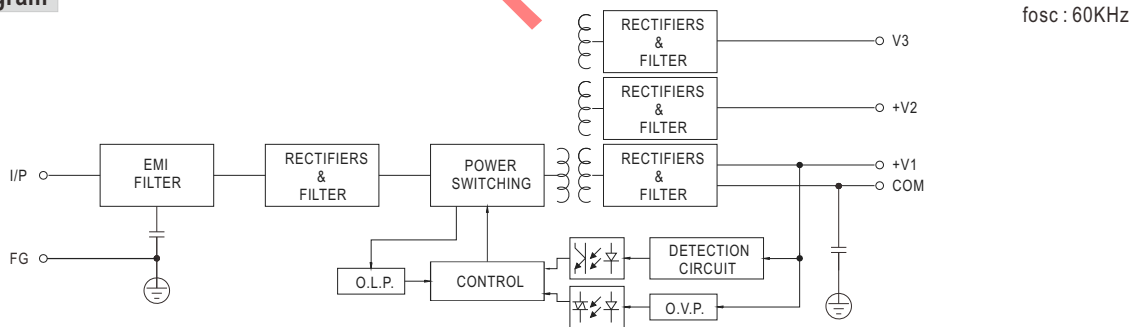 gram
fosc : 60KHz
RECTIFIERS
&
FILTER
V3
RECTIFIERS
&
FILTER
+V2
I/P
EMI
FILTER
RECTIFIERS
&
FILTER
POWER
SWITCHING
RECTIFIERS
&
FILTER
+V1
COM
FG
O.L.P.
CONTROL
DETECTION
CIRCUIT
O.V.P.